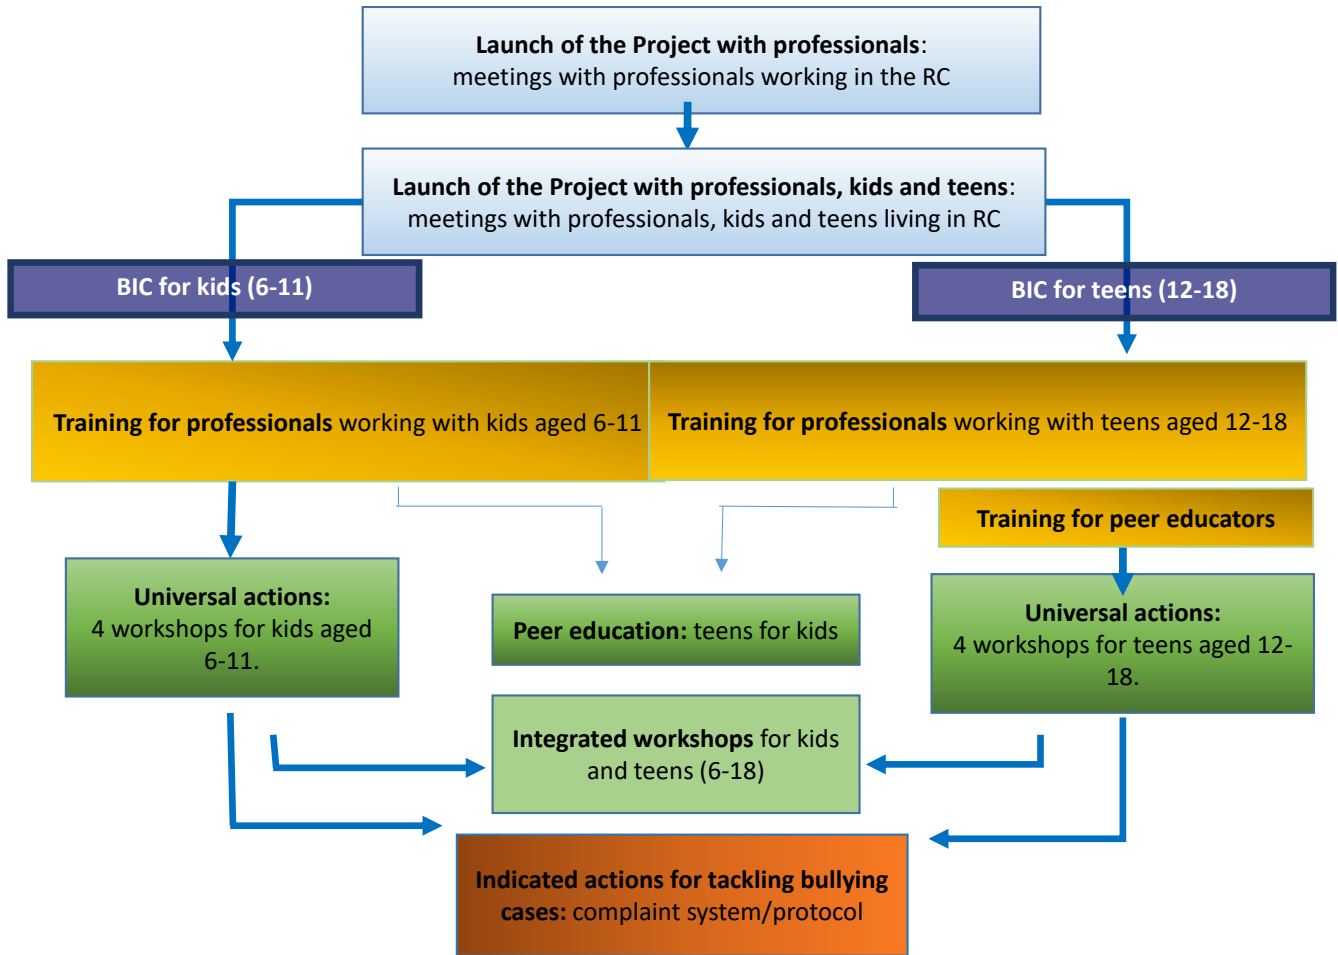 Launch of the Project with professionals:
meetings with professionals working in the RC
Launch of the Project with professionals, kids and teens:
meetings with professionals, kids and teens living in RC
BIC for kids (6-11)
BIC for teens (12-18)
Training for professionals working with kids aged 6-11
Training for professionals working with teens aged 12-18
Training for peer educators
Universal actions:
4 workshops for kids aged
6-11.
Peer education: teens for kids
Universal actions:
4 workshops for teens aged 12-
18.
Integrated workshops for kids
and teens (6-18)
Indicated actions for tackling bullying
cases: complaint system/protocol